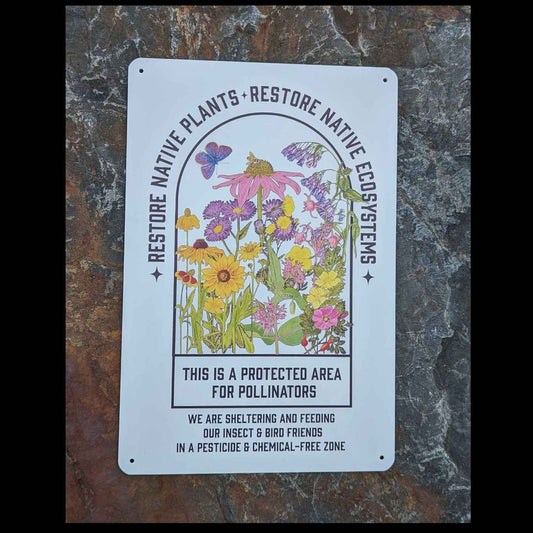 RESTORE NATIVE PLANTS ✦ RESTORE NATIVE ECOSYSTEMS ✦
THIS IS A PROTECTED AREA
FOR POLLINATORS
WE ARE SHELTERING AND FEEDING
OUR INSECT & BIRD FRIENDS
IN A PESTICIDE & CHEMICAL-FREE ZONE